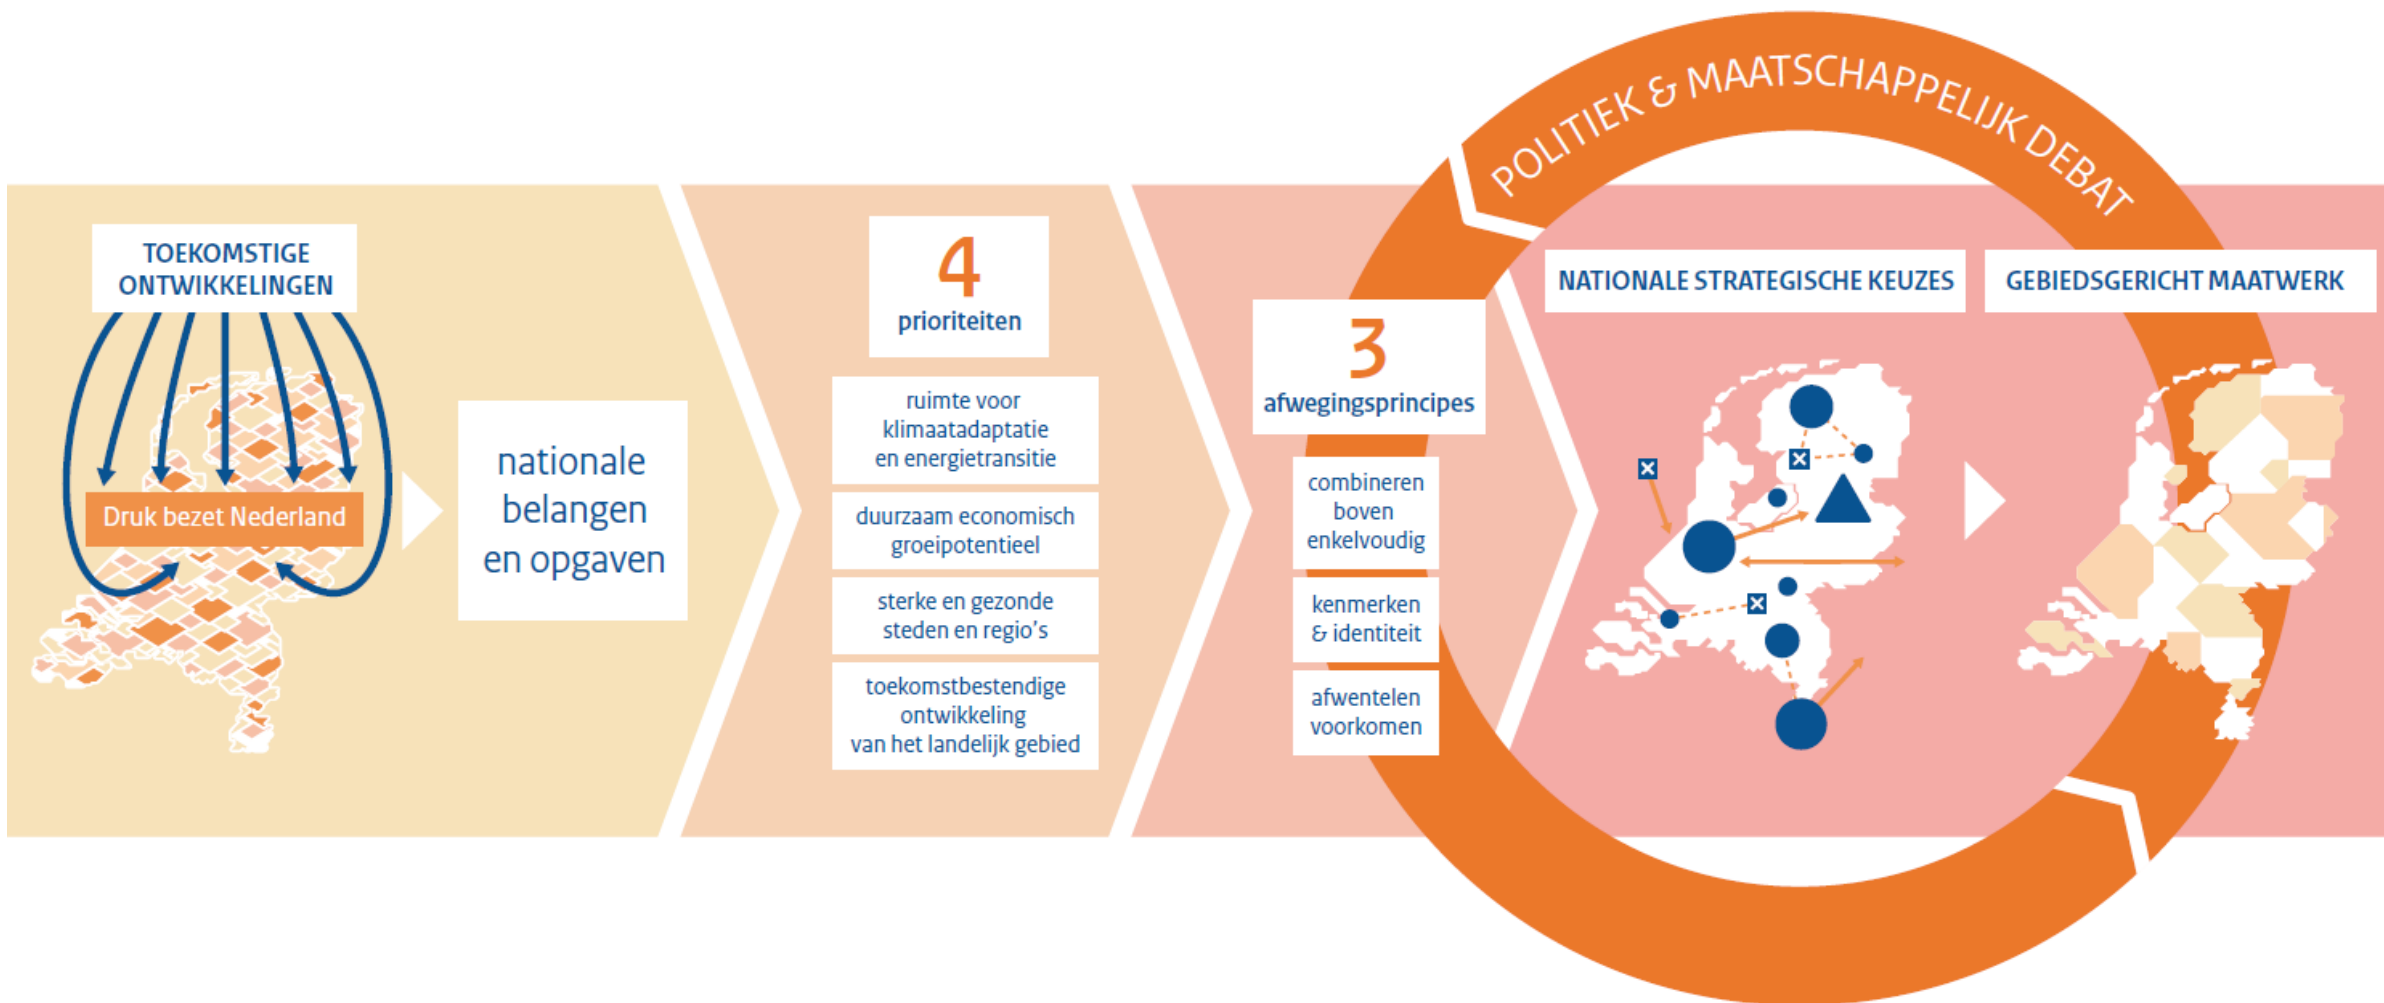 POLITIEK & MAATSCHAPPELIJK DEBAT
TOEKOMSTIGE
ONTWIKKELINGEN
Druk bezet Nederland
nationale
belangen
en opgaven
4
prioriteiten
ruimte voor
klimaatadaptatie
en energietransitie
duurzaam economisch
groeipotentieel
sterke en gezonde
steden en regio's
toekomstbestendige
ontwikkeling
van het landelijk gebied
3
afwegingsprincipes
combineren
boven
enkelvoudig
kenmerken
& identiteit
afwentelen
voorkomen
NATIONALE STRATEGISCHE KEUZES
GEBIEDSGERICHT MAATWERK